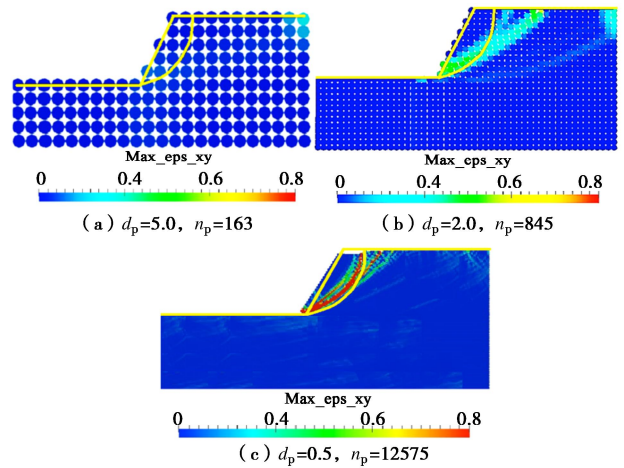 Max_eps_xy
0 0.4 0.6 0.8
(a) dp=5.0, np=163
Max_eps_xy
0 0.4 0.6 0.8
(b) dp=2.0, np=845
Max_eps_xy
0 0.4 0.6 0.8
(c) dp=0.5, np=12575